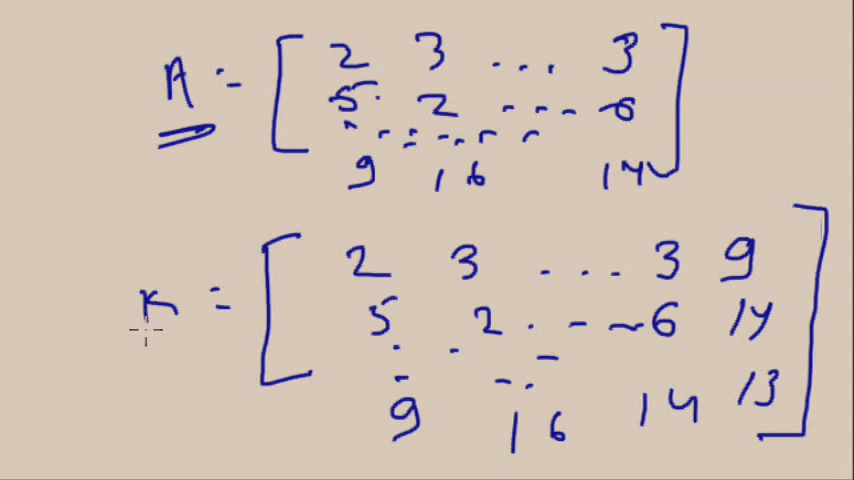 A = [ 2 3 ... 3
5 2 ---- 6
9 16 14 ]
K = [ 2 3 ... 3 9
5 2 . - ~ 6 14
9 16 14 13 ]